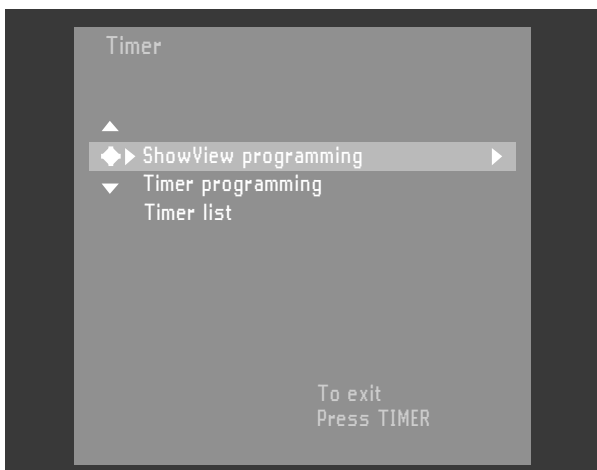 Timer
ShowView programming
Timer programming
Timer list
To exit
Press TIMER